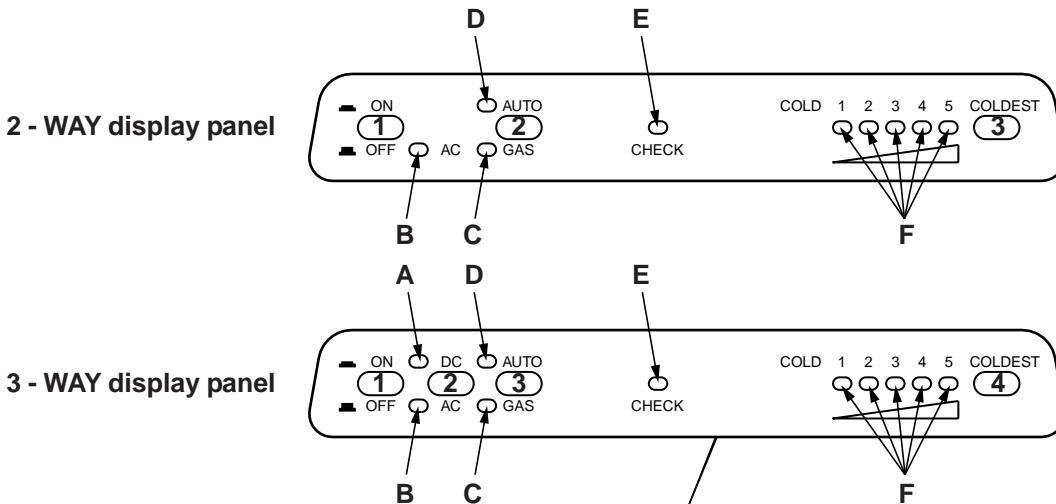 D E
ON AUTO COLD 1 2 3 4 5 COLDEST
2 - WAY display panel 1 2 3
OFF AC GAS CHECK
B C F
A D E
ON DC AUTO COLD 1 2 3 4 5 COLDEST
3 - WAY display panel 1 2 3 4
OFF AC GAS CHECK
B C F